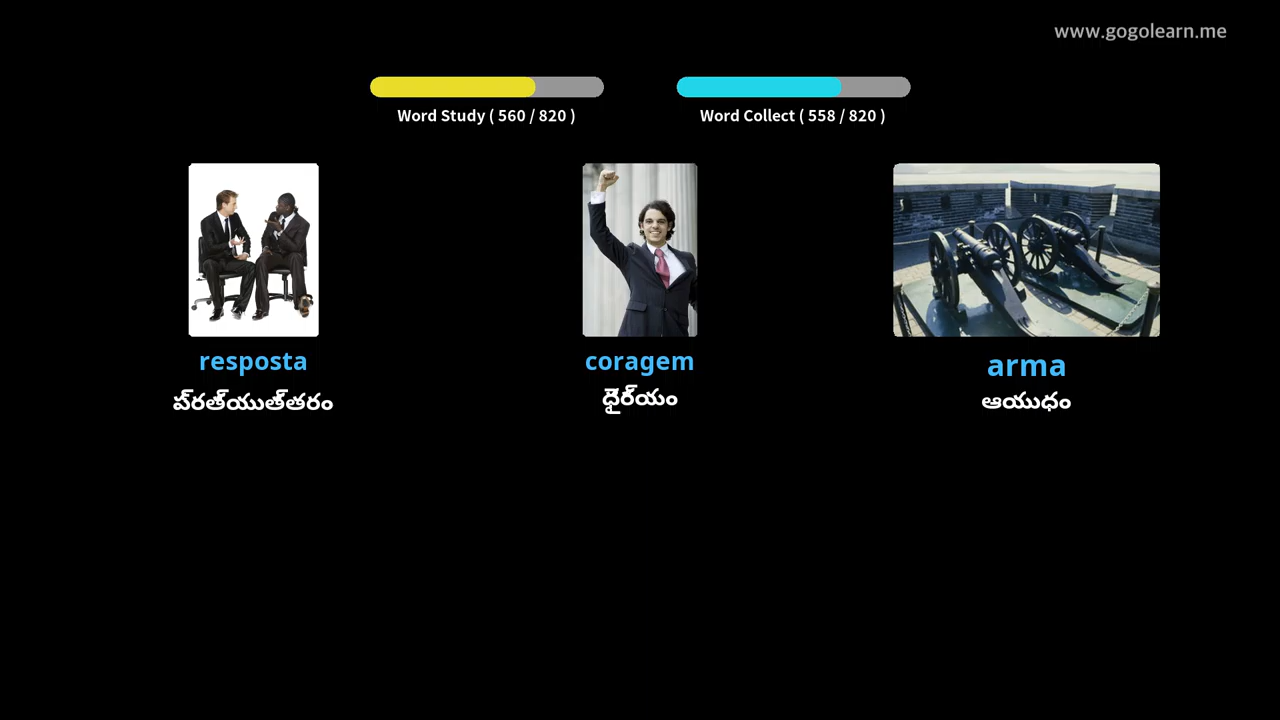 www.gogolearn.me
Word Study ( 560 / 820 )
Word Collect ( 558 / 820 )
resposta
coragem
arma
ప్రత్యుత్తరం
ధైర్యం
ఆయుధం